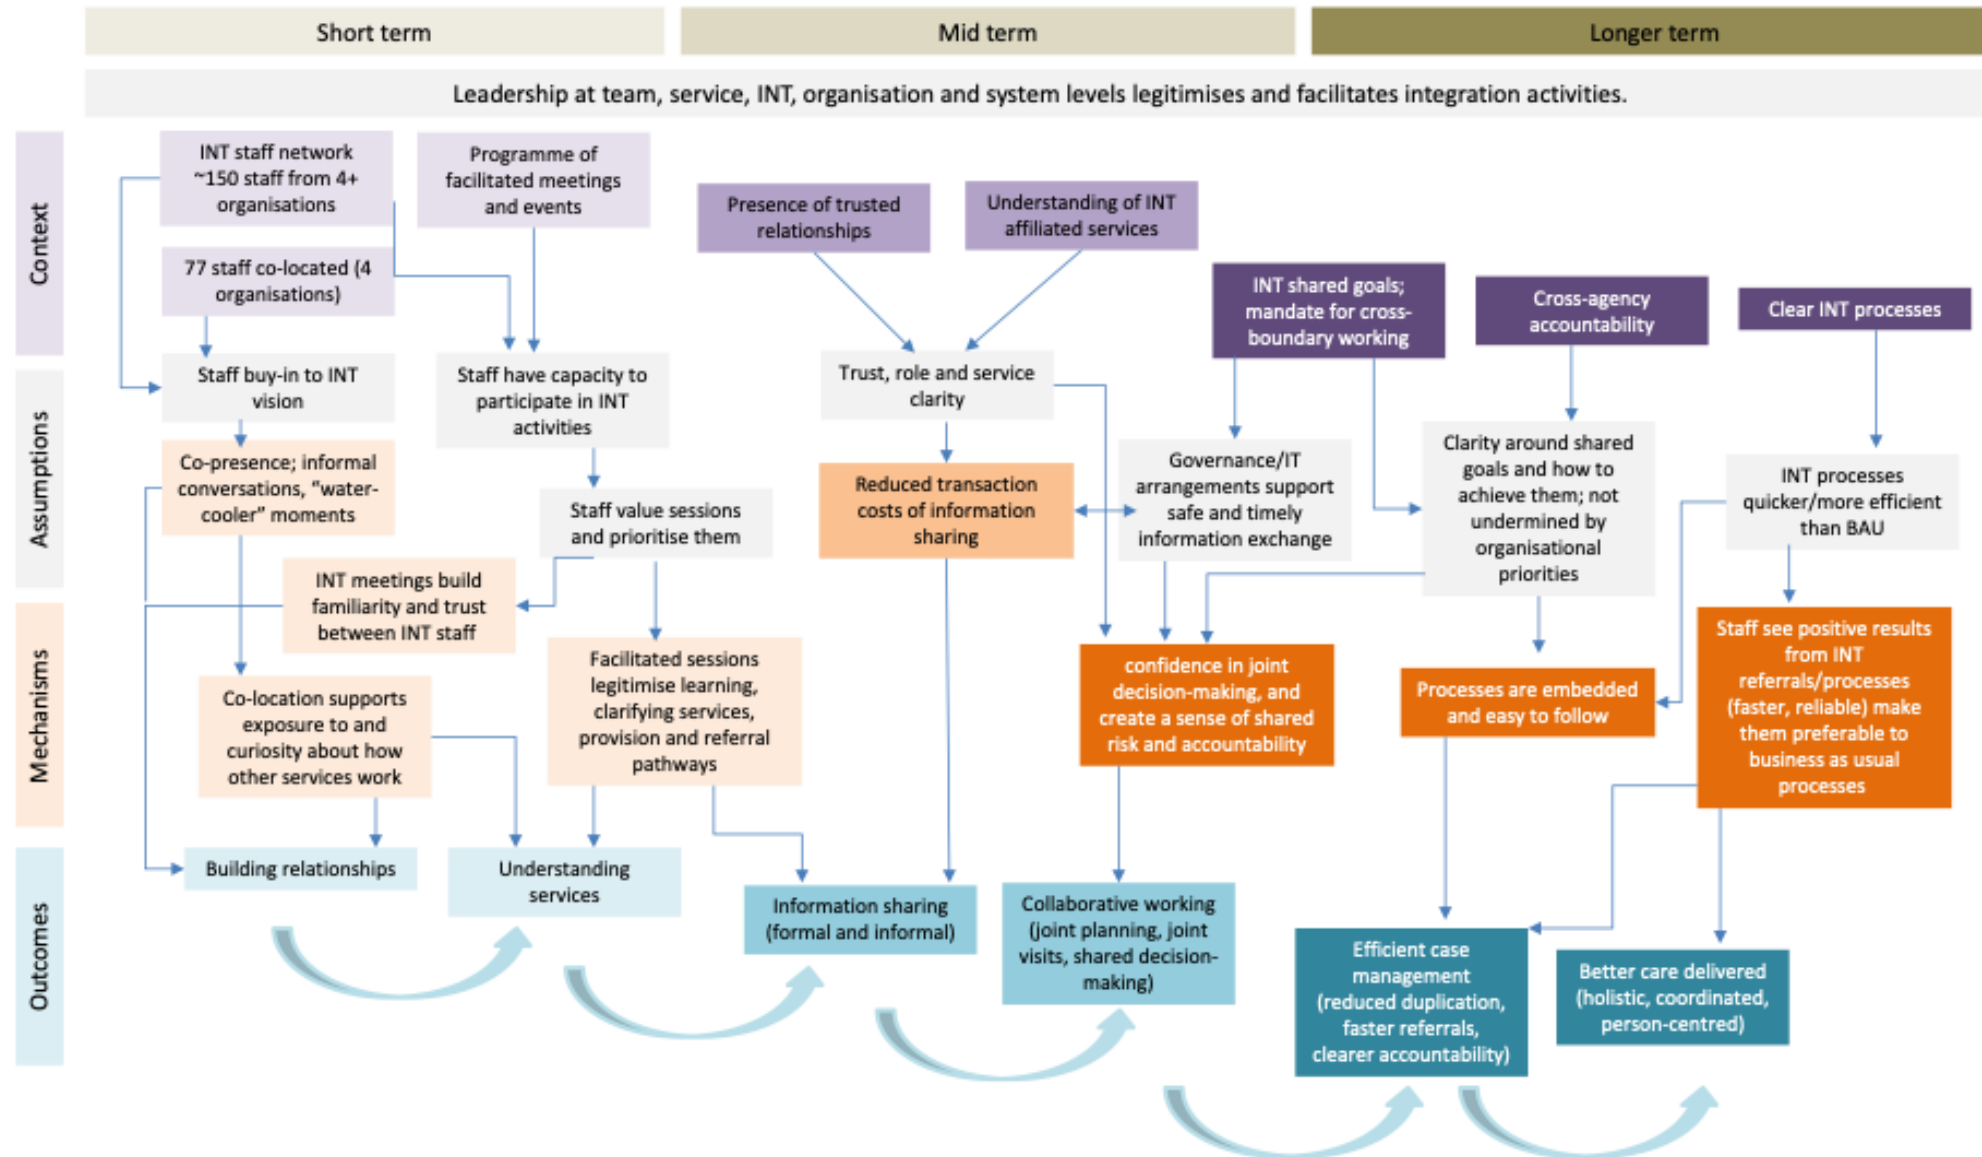 Short term
Mid term
Longer term
Leadership at team, service, INT, organisation and system levels legitimises and facilitates integration activities.
Context
INT staff network
~150 staff from 4+
organisations
Programme of
facilitated meetings
and events
77 staff co-located (4
organisations)
Presence of trusted
relationships
Understanding of INT
affiliated services
INT shared goals;
mandate for cross-
boundary working
Cross-agency
accountability
Clear INT processes
Assumptions
Staff buy-in to INT
vision
Staff have capacity to
participate in INT
activities
Trust, role and service
clarity
Co-presence; informal
conversations, "water-
cooler" moments
Staff value sessions
and prioritise them
Reduced transaction
costs of information
sharing
Governance/IT
arrangements support
safe and timely
information exchange
Clarity around shared
goals and how to
achieve them; not
undermined by
organisational
priorities
INT processes
quicker/more efficient
than BAU
Mechanisms
INT meetings build
familiarity and trust
between INT staff
Co-location supports
exposure to and
curiosity about how
other services work
Facilitated sessions
legitimise learning,
clarifying services,
provision and referral
pathways
confidence in joint
decision-making, and
create a sense of shared
risk and accountability
Processes are embedded
and easy to follow
Staff see positive results
from INT
referrals/processes
(faster, reliable) make
them preferable to
business as usual
processes
Outcomes
Building relationships
Understanding
services
Information sharing
(formal and informal)
Collaborative working
(joint planning, joint
visits, shared decision-
making)
Efficient case
management
(reduced duplication,
faster referrals,
clearer accountability)
Better care delivered
(holistic, coordinated,
person-centred)